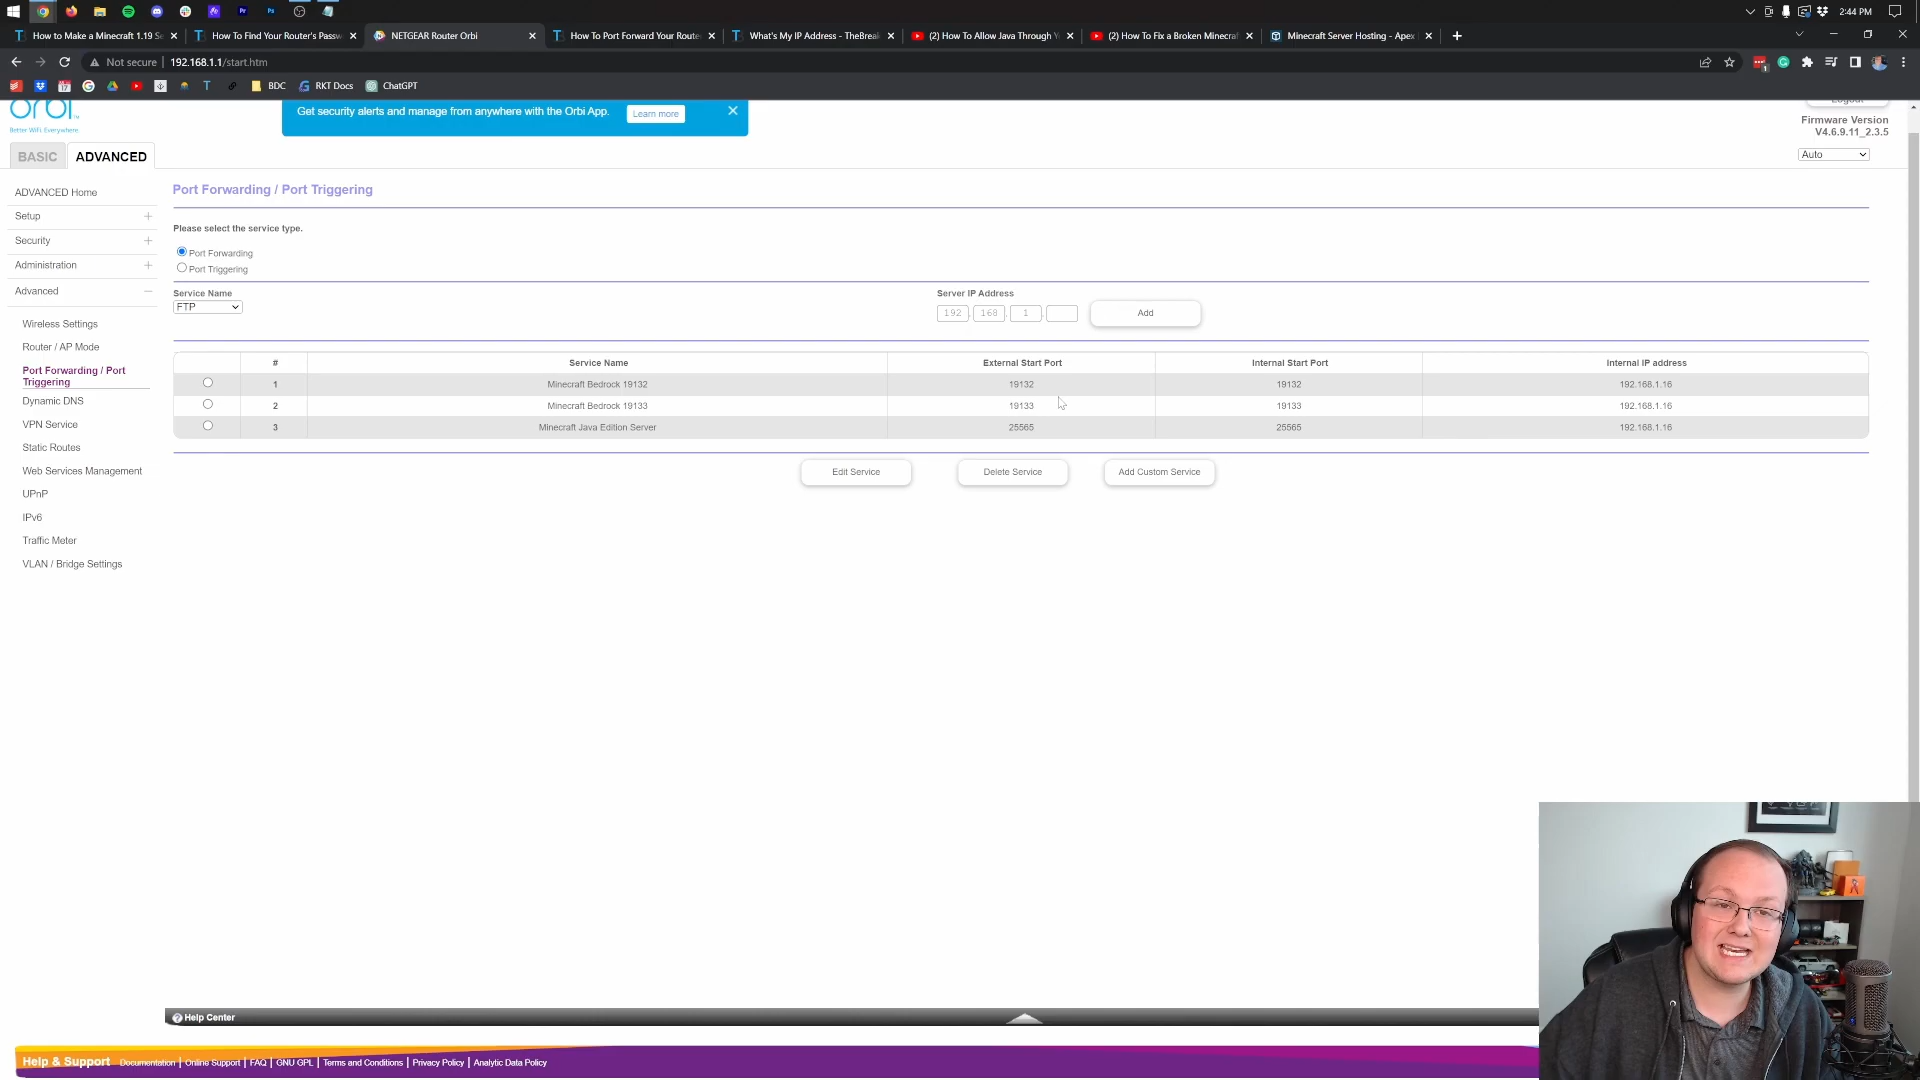 2:44 PM
How to Make a Minecraft 1.19 Se
How To Find Your Router's Passw
NETGEAR Router Orbi
How To Port Forward Your Route
What's My IP Address - TheBreak
(2) How To Allow Java Through Y
(2) How To Fix a Broken Minecraf
Minecraft Server Hosting - Apex
Not secure | 192.168.1.1/start.htm
BDC RKT Docs ChatGPT
orbi
Better WiFi. Everywhere.
Get security alerts and manage from anywhere with the Orbi App. Learn more
Logout
Firmware Version
V4.6.9.11_2.3.5
Auto
BASIC ADVANCED
ADVANCED Home
Setup
Security
Administration
Advanced
Wireless Settings
Router / AP Mode
Port Forwarding / Port
Triggering
Dynamic DNS
VPN Service
Static Routes
Web Services Management
UPnP
IPv6
Traffic Meter
VLAN / Bridge Settings
Port Forwarding / Port Triggering
Please select the service type.
Port Forwarding
Port Triggering
Service Name
FTP
Server IP Address
192 168 1
Add
# Service Name External Start Port Internal Start Port Internal IP address
1 Minecraft Bedrock 19132 19132 19132 192.168.1.16
2 Minecraft Bedrock 19133 19133 19133 192.168.1.16
3 Minecraft Java Edition Server 25565 25565 192.168.1.16
Edit Service Delete Service Add Custom Service
Help Center
Help & Support Documentation | Online Support | FAQ | GNU GPL | Terms and Conditions | Privacy Policy | Analytic Data Policy